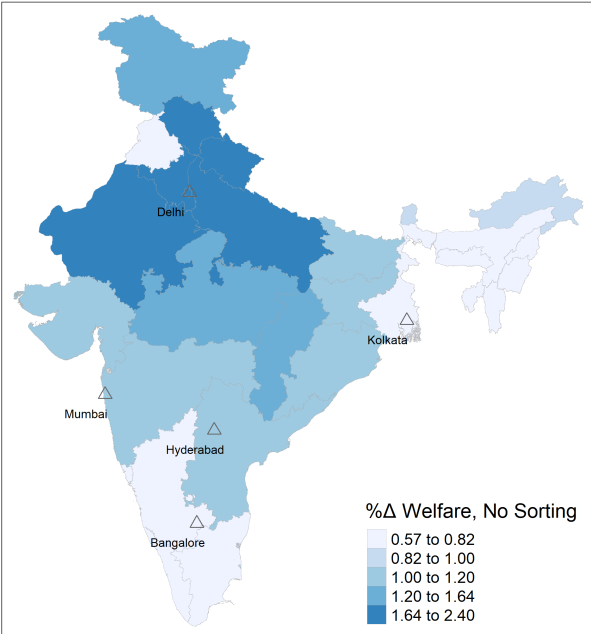 Delhi
Kolkata
Mumbai
Hyderabad
Bangalore
%Δ Welfare, No Sorting
0.57 to 0.82
0.82 to 1.00
1.00 to 1.20
1.20 to 1.64
1.64 to 2.40